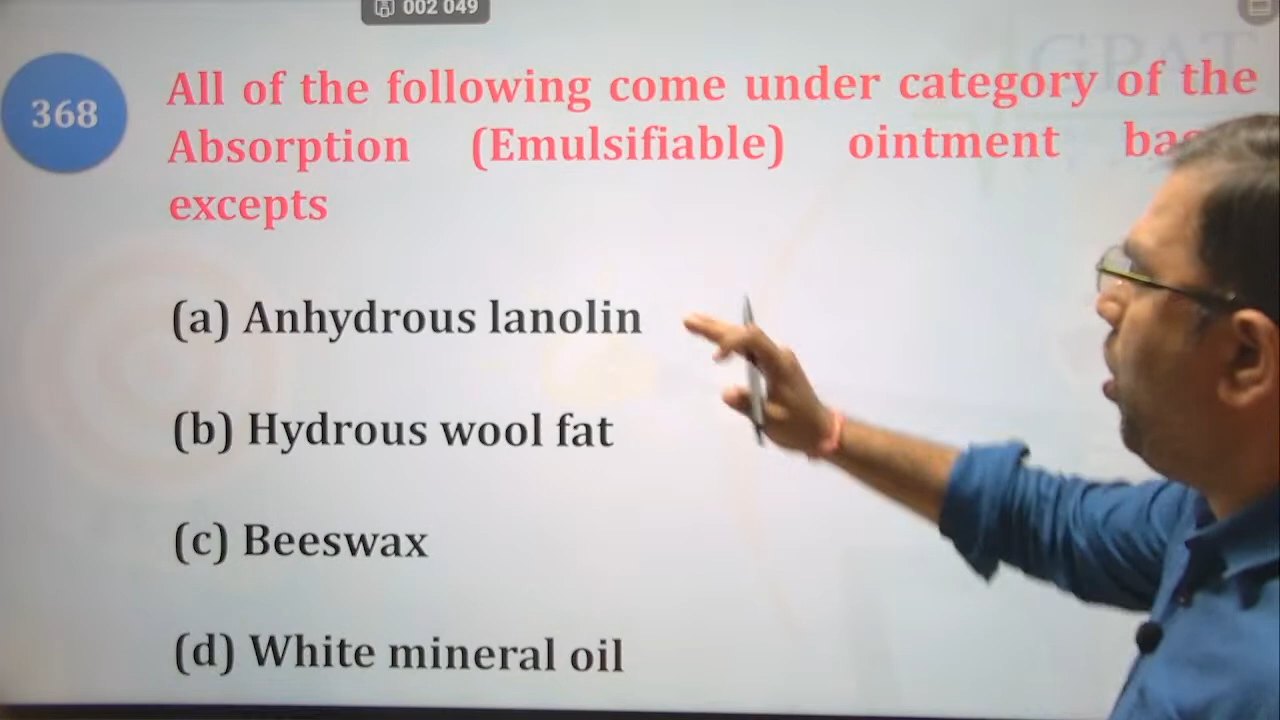 002 049
GPAT
368
All of the following come under category of the
Absorption (Emulsifiable) ointment
excepts
(a) Anhydrous lanolin
(b) Hydrous wool fat
(c) Beeswax
(d) White mineral oil